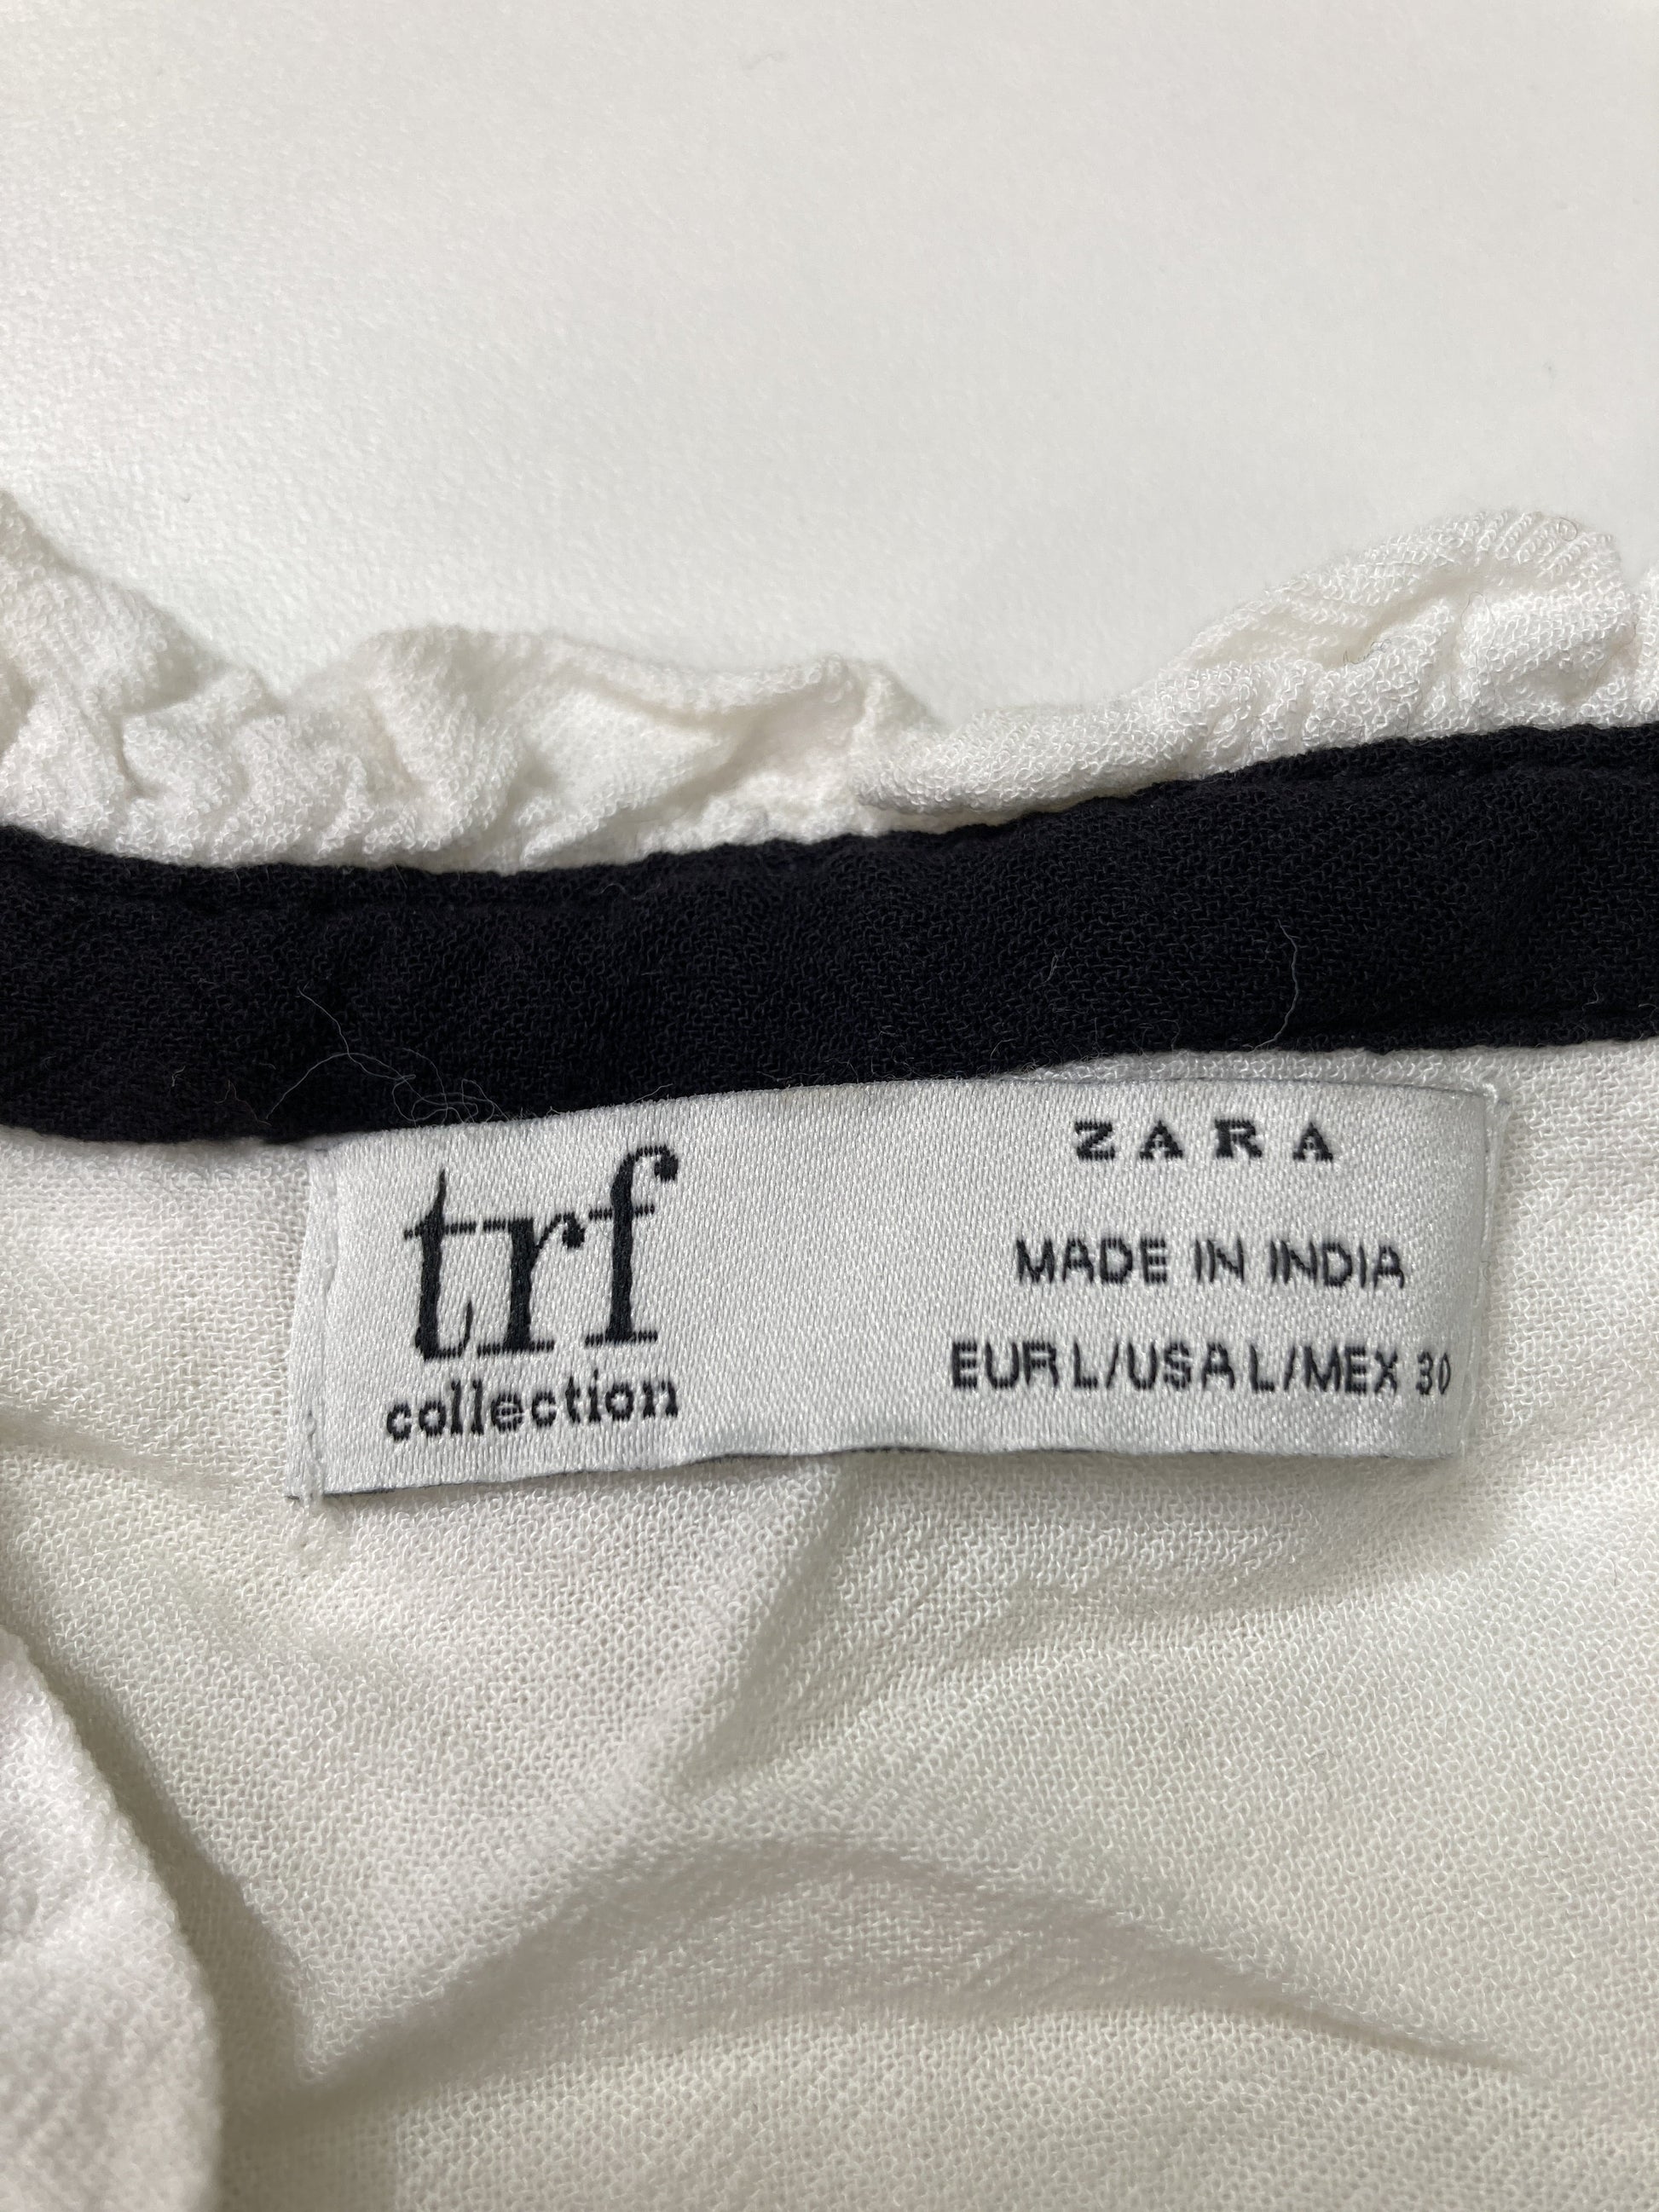 trf
collection
ZARA
MADE IN INDIA
EUR L/USA L/MEX 30